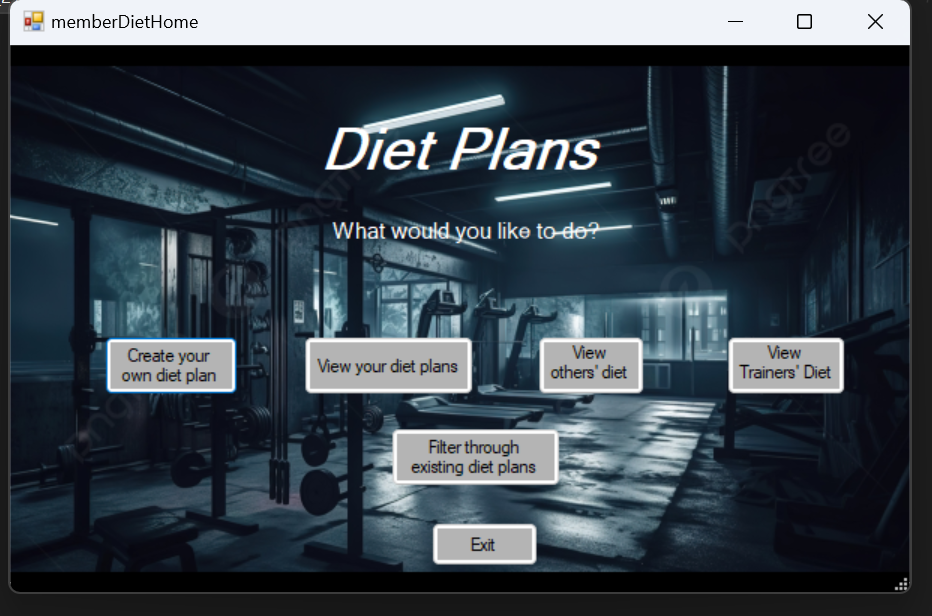 memberDietHome
Diet Plans
What would you like to do?
Create your
own diet plan
View your diet plans
View
others' diet
View
Trainers' Diet
Filter through
existing diet plans
Exit
pngtree